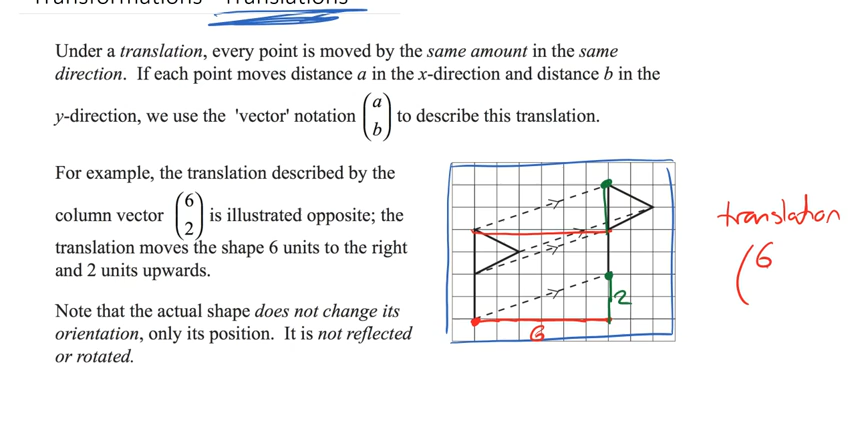 Transformations - Translations
Under a translation, every point is moved by the same amount in the same
direction. If each point moves distance a in the x-direction and distance b in the
y-direction, we use the 'vector' notation (a b) to describe this translation.
For example, the translation described by the
column vector (6 2) is illustrated opposite; the
translation moves the shape 6 units to the right
and 2 units upwards.
Note that the actual shape does not change its
orientation, only its position. It is not reflected
or rotated.
2
6
translation
(6